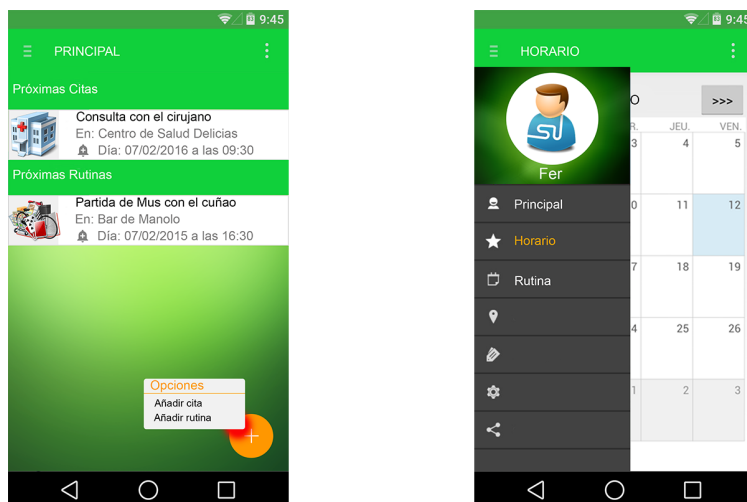 9:45
PRINCIPAL
Próximas Citas
Consulta con el cirujano
En: Centro de Salud Delicias
Día: 07/02/2016 a las 09:30
Próximas Rutinas
Partida de Mus con el cuñao
En: Bar de Manolo
Día: 07/02/2015 a las 16:30
Opciones
Añadir cita
Añadir rutina
+
9:45
HORARIO
Fer
Principal
Horario
Rutina
O >>>
R. JEU. VEN.
3 4 5
0 11 12
7 18 19
4 25 26
1 2 3